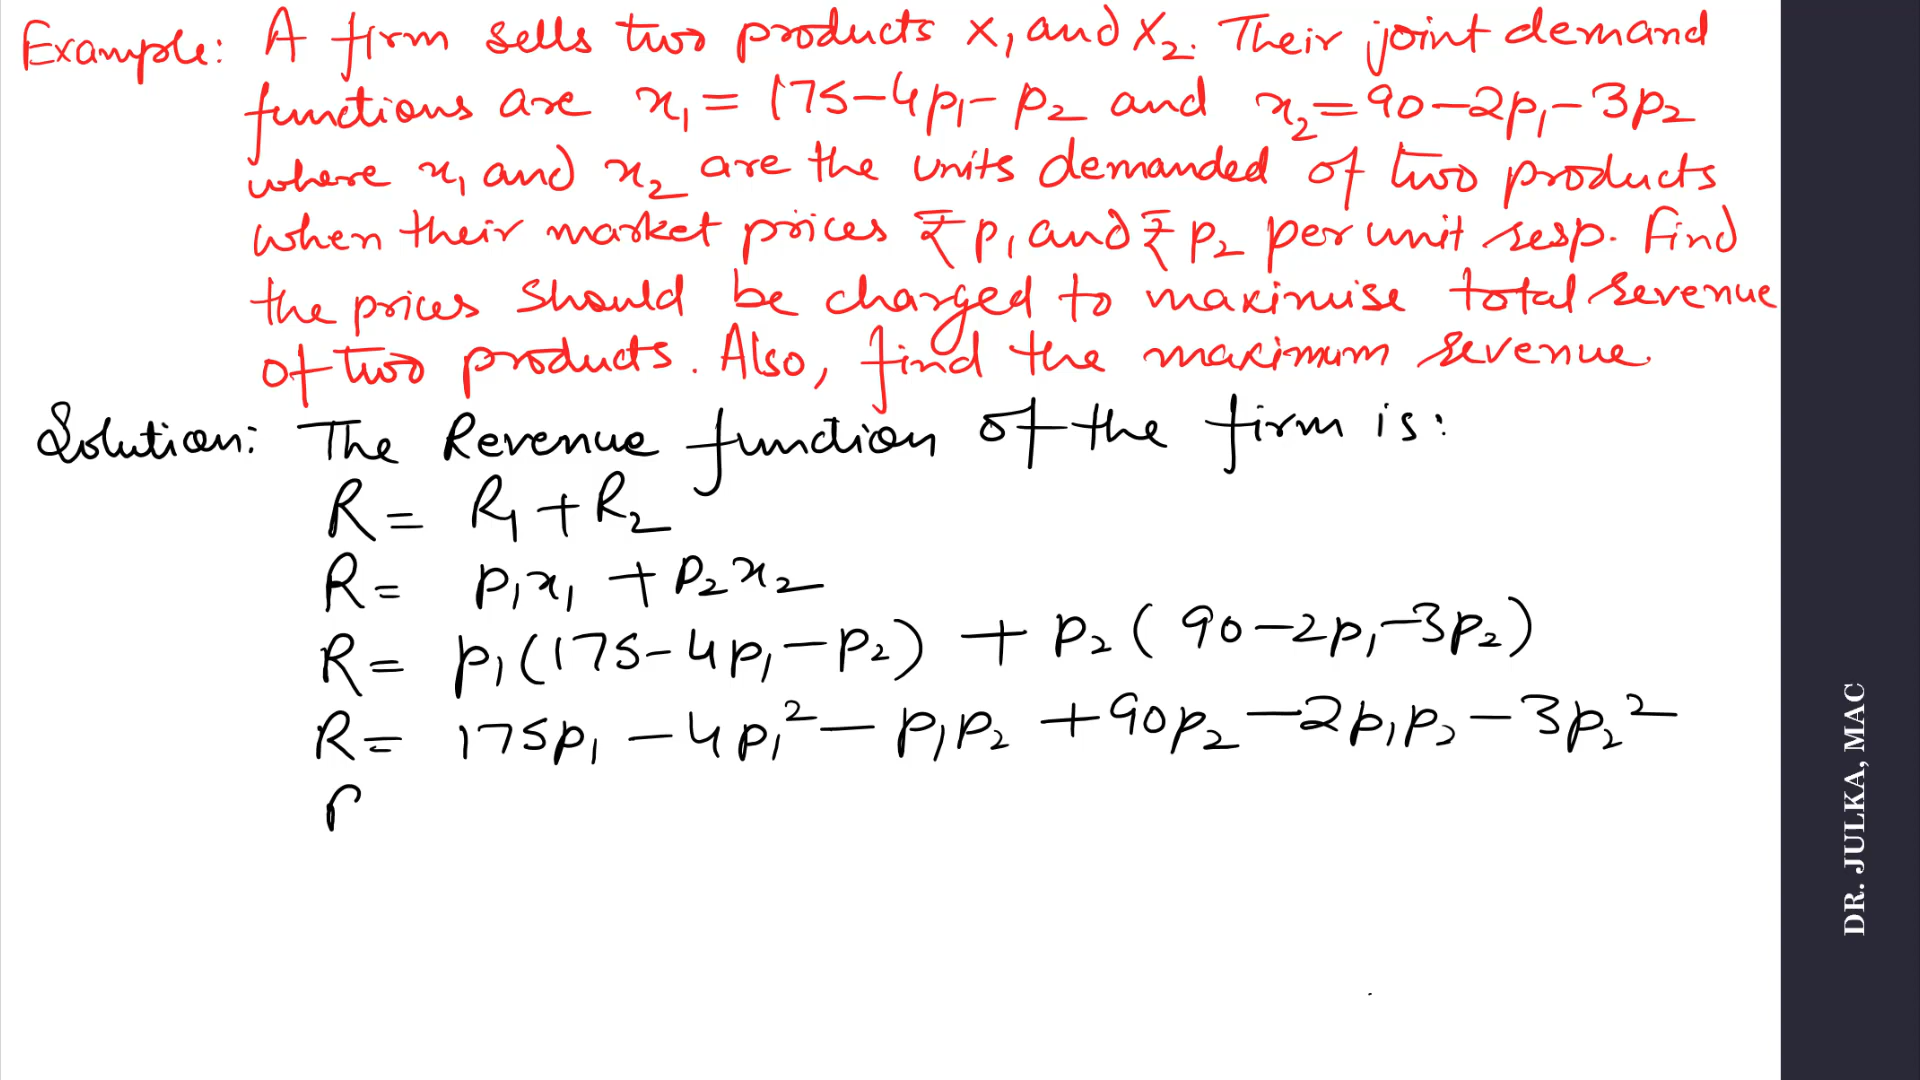 Example: A firm sells two products X₁ and X₂. Their joint demand
functions are x₁ = 175-4p₁- p₂ and x₂=90-2p₁-3p₂
where x₁ and x₂ are the units demanded of two products
when their market prices ₹ p₁ and ₹ p₂ per unit resp. Find
the prices should be charged to maximise total revenue
of two products. Also, find the maximum revenue.
Solution: The Revenue function of the firm is:
R = R₁ + R₂
R = p₁x₁ + p₂x₂
R = p₁(175-4p₁-p₂) + p₂(90-2p₁-3p₂)
R = 175p₁ - 4p₁² - p₁p₂ + 90p₂ - 2p₁p₂ - 3p₂²
DR. JULKA, MAC